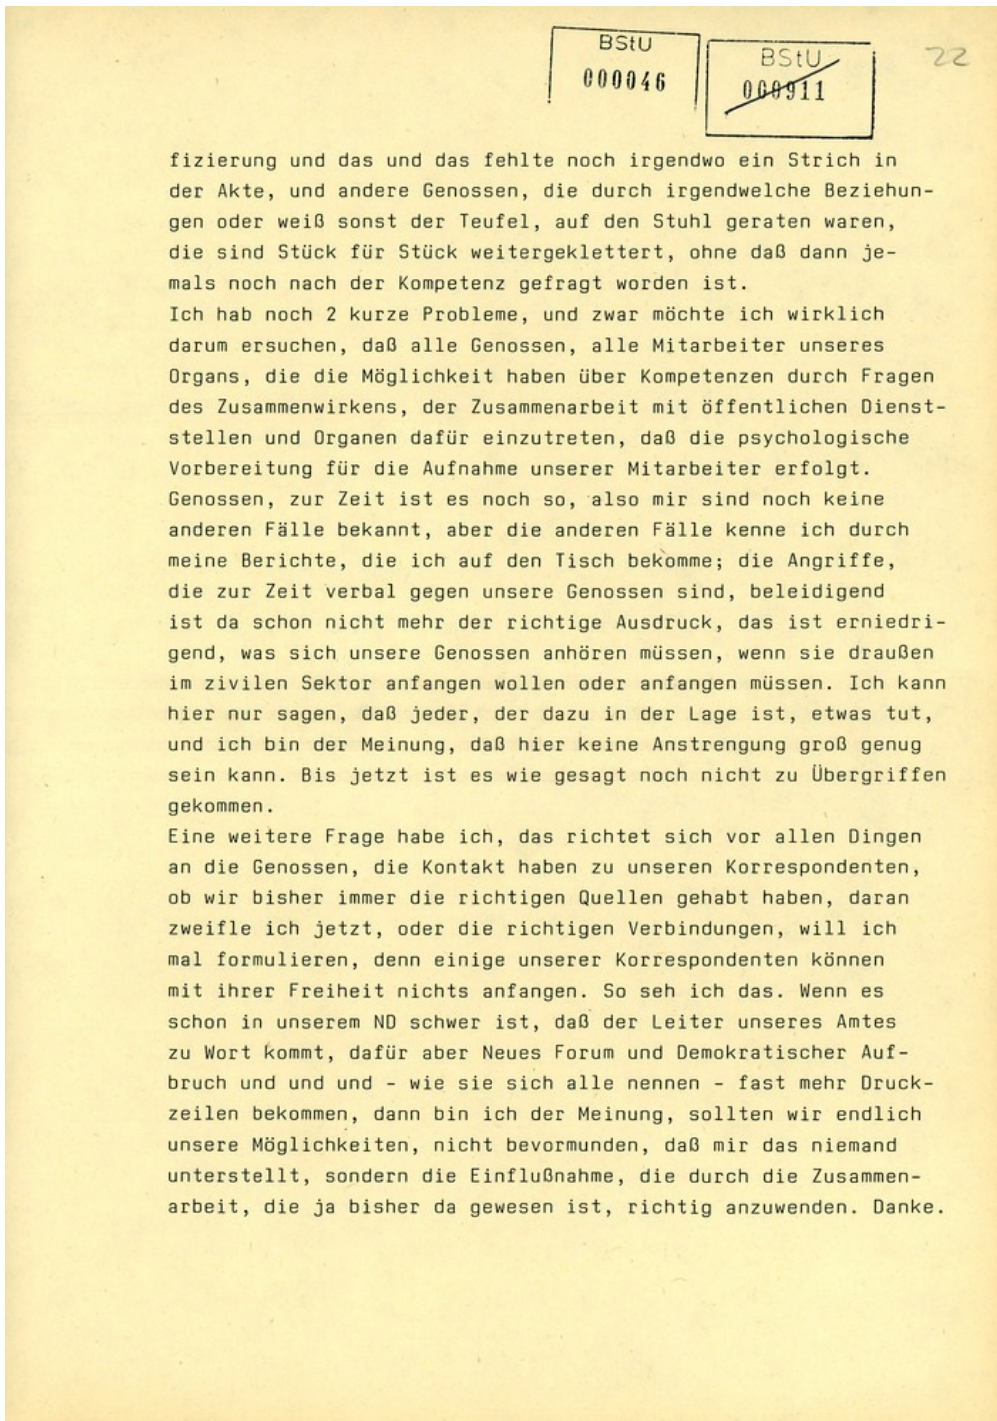 BStU
000046
BStU
000911
22
fizierung und das und das fehlte noch irgendwo ein Strich in
der Akte, und andere Genossen, die durch irgendwelche Beziehun-
gen oder weiß sonst der Teufel, auf den Stuhl geraten waren,
die sind Stück für Stück weitergeklettert, ohne daß dann je-
mals noch nach der Kompetenz gefragt worden ist.
Ich hab noch 2 kurze Probleme, und zwar möchte ich wirklich
darum ersuchen, daß alle Genossen, alle Mitarbeiter unseres
Organs, die die Möglichkeit haben über Kompetenzen durch Fragen
des Zusammenwirkens, der Zusammenarbeit mit öffentlichen Dienst-
stellen und Organen dafür einzutreten, daß die psychologische
Vorbereitung für die Aufnahme unserer Mitarbeiter erfolgt.
Genossen, zur Zeit ist es noch so, also mir sind noch keine
anderen Fälle bekannt, aber die anderen Fälle kenne ich durch
meine Berichte, die ich auf den Tisch bekomme; die Angriffe,
die zur Zeit verbal gegen unsere Genossen sind, beleidigend
ist da schon nicht mehr der richtige Ausdruck, das ist erniedri-
gend, was sich unsere Genossen anhören müssen, wenn sie draußen
im zivilen Sektor anfangen wollen oder anfangen müssen. Ich kann
hier nur sagen, daß jeder, der dazu in der Lage ist, etwas tut,
und ich bin der Meinung, daß hier keine Anstrengung groß genug
sein kann. Bis jetzt ist es wie gesagt noch nicht zu Übergriffen
gekommen.
Eine weitere Frage habe ich, das richtet sich vor allen Dingen
an die Genossen, die Kontakt haben zu unseren Korrespondenten,
ob wir bisher immer die richtigen Quellen gehabt haben, daran
zweifle ich jetzt, oder die richtigen Verbindungen, will ich
mal formulieren, denn einige unserer Korrespondenten können
mit ihrer Freiheit nichts anfangen. So seh ich das. Wenn es
schon in unserem ND schwer ist, daß der Leiter unseres Amtes
zu Wort kommt, dafür aber Neues Forum und Demokratischer Auf-
bruch und und und - wie sie sich alle nennen - fast mehr Druck-
zeilen bekommen, dann bin ich der Meinung, sollten wir endlich
unsere Möglichkeiten, nicht bevormunden, daß mir das niemand
unterstellt, sondern die Einflußnahme, die durch die Zusammen-
arbeit, die ja bisher da gewesen ist, richtig anzuwenden. Danke.